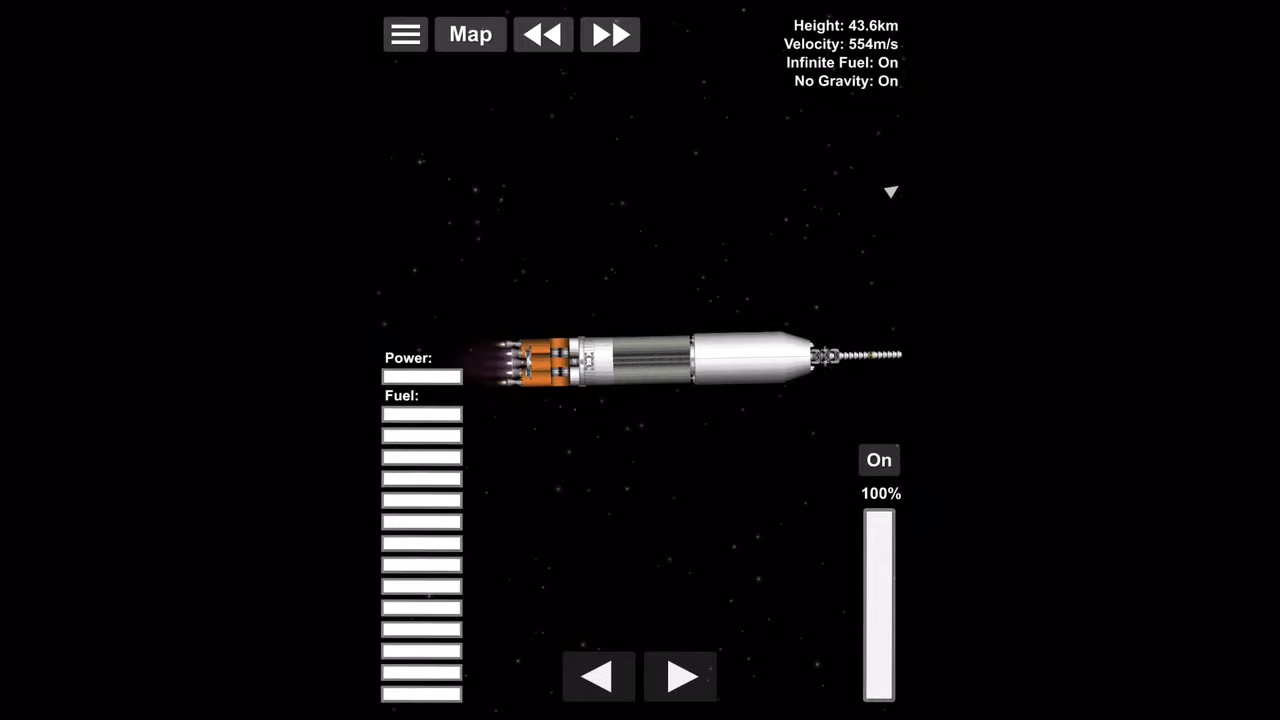 Map
Height: 43.6km
Velocity: 554m/s
Infinite Fuel: On
No Gravity: On
Power:
Fuel:
On
100%